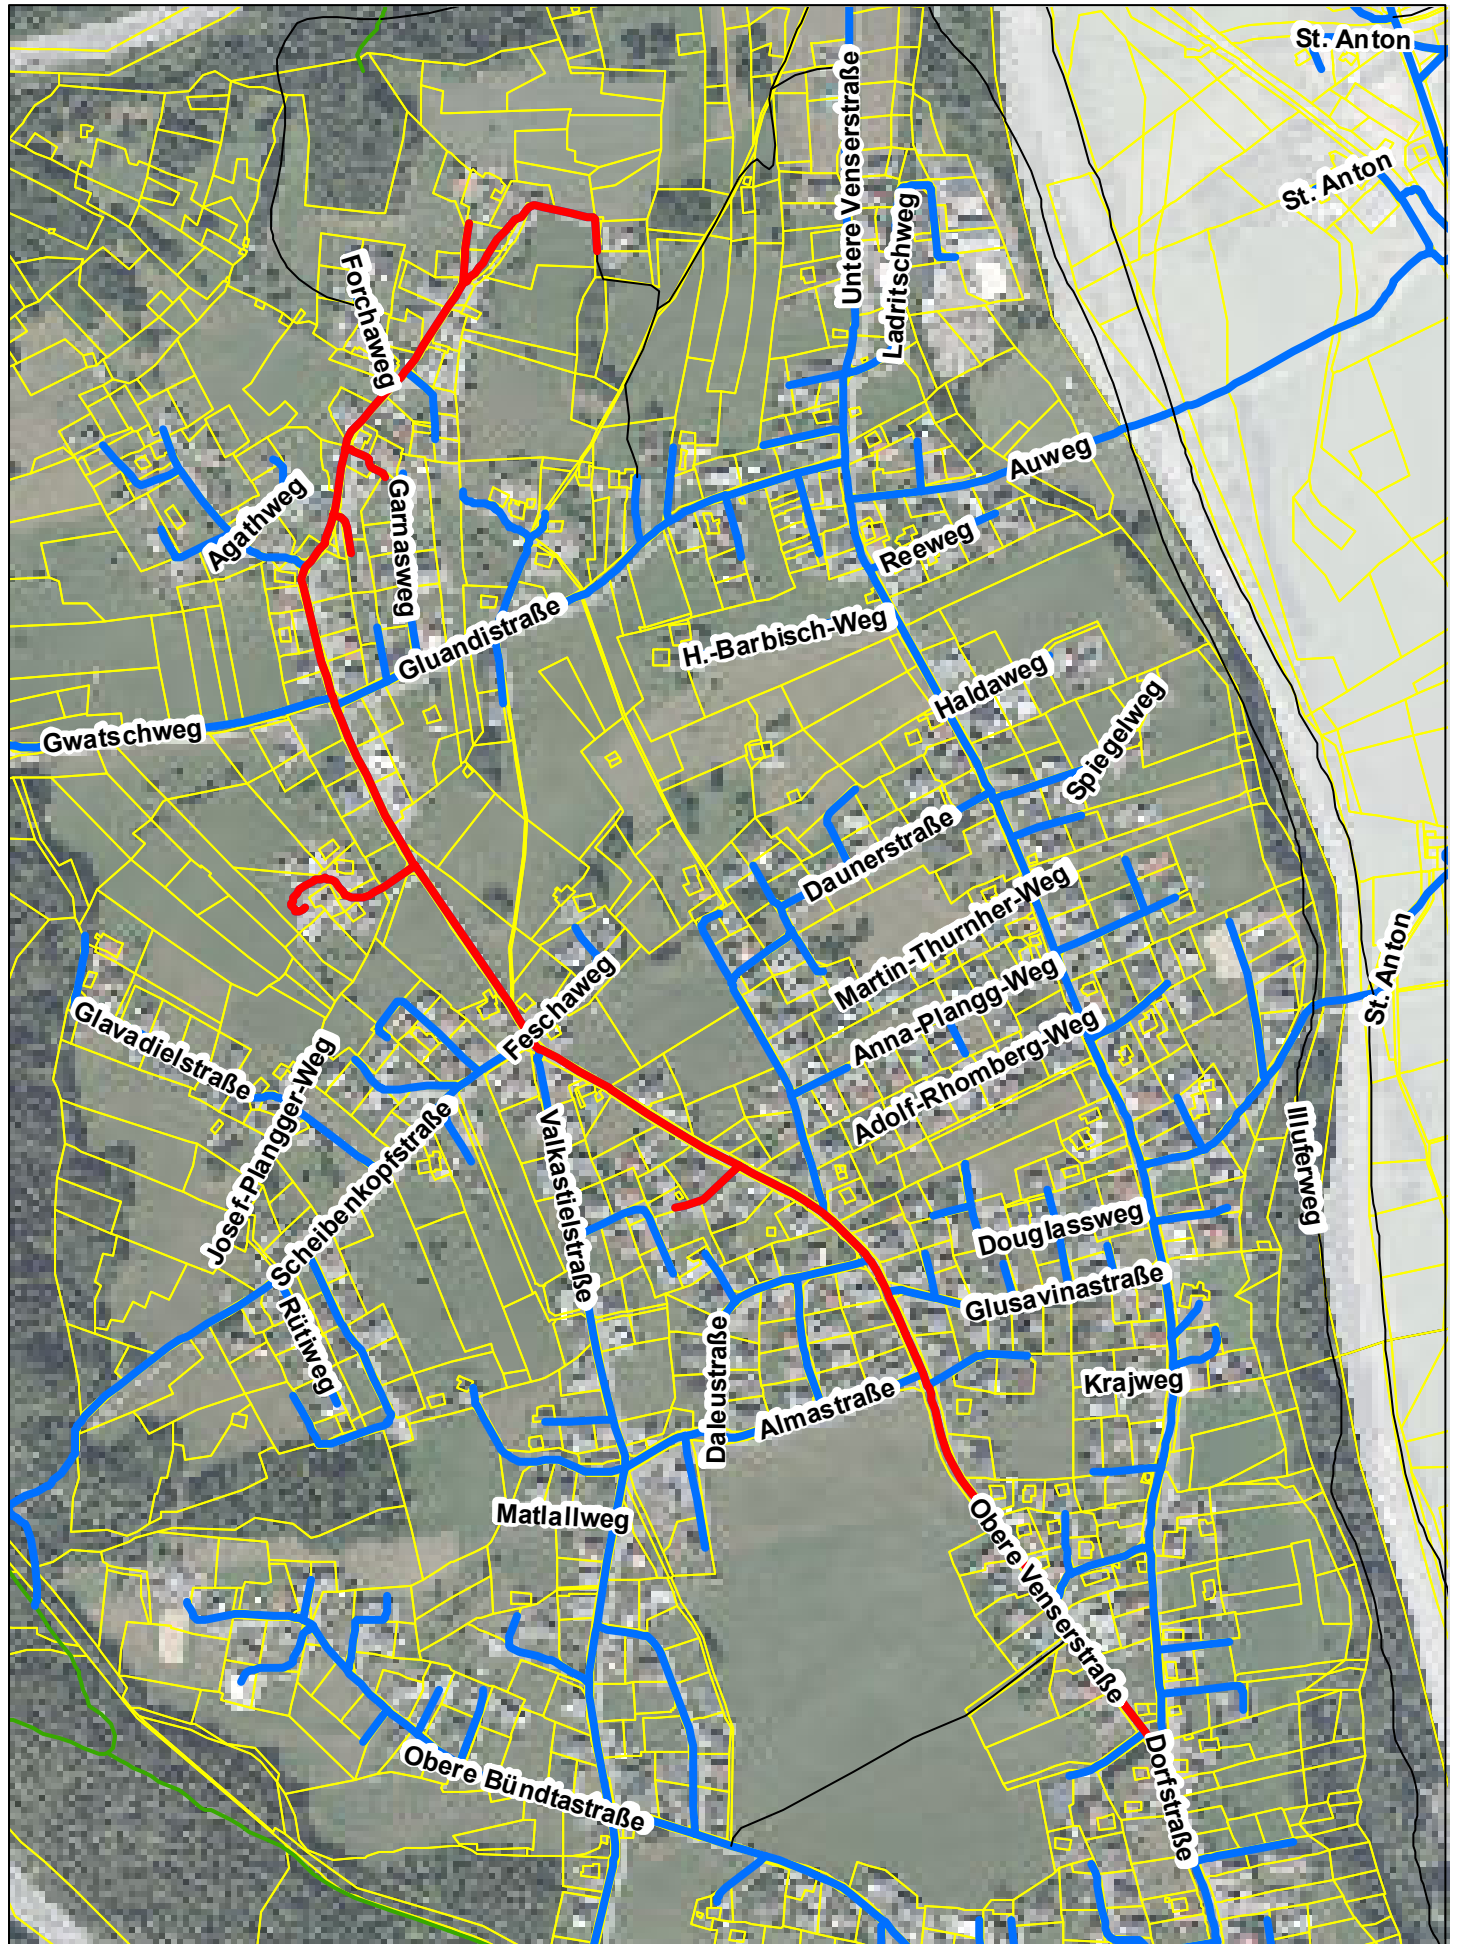 St. Anton
St. Anton
Untere Venserstraße
Ladritschweg
Forchaweg
Auweg
Agathweg
Garnasweg
Reeweg
Gluandistraße
H.-Barbisch-Weg
Haldaweg
Spiegelweg
Gwatschweg
Daunerstraße
Martin-Thurnher-Weg
St. Anton
Anna-Plangg-Weg
Feschaweg
Glavadielstraße
Adolf-Rhomberg-Weg
Josef-Plangger-Weg
Scheibenkopfstraße
Valkastielstraße
Illuferweg
Douglassweg
Glusavinastraße
Rütiweg
Daleustraße
Krajweg
Almastraße
Matlallweg
Obere Venserstraße
Obere Bündtastraße
Dorfstraße